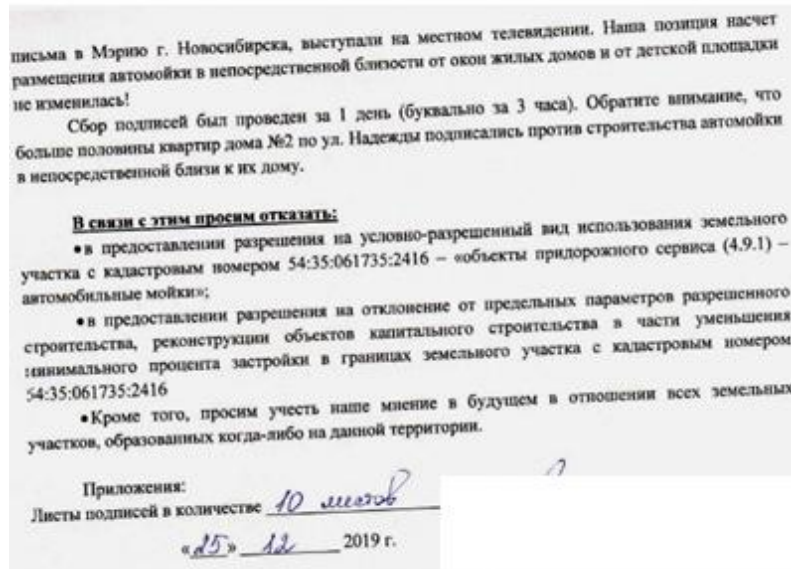 письма в Мэрию г. Новосибирска, выступали на местном телевидении. Наша позиция насчет
размещения автомойки в непосредственной близости от окон жилых домов и от детской площадки
не изменилась!
Сбор подписей был проведен за 1 день (буквально за 3 часа). Обратите внимание, что
больше половины квартир дома №2 по ул. Надежды подписались против строительства автомойки
в непосредственной близи к их дому.
В связи с этим просим отказать:
•в предоставлении разрешения на условно-разрешенный вид использования земельного
участка с кадастровым номером 54:35:061735:2416 – «объекты придорожного сервиса (4.9.1) –
автомобильные мойки»;
•в предоставлении разрешения на отклонение от предельных параметров разрешенного
строительства, реконструкции объектов капитального строительства в части уменьшения
минимального процента застройки в границах земельного участка с кадастровым номером
54:35:061735:2416
•Кроме того, просим учесть наше мнение в будущем в отношении всех земельных
участков, образованных когда-либо на данной территории.
Приложения:
Листы подписей в количестве 10 листов
«25» 12 2019 г.